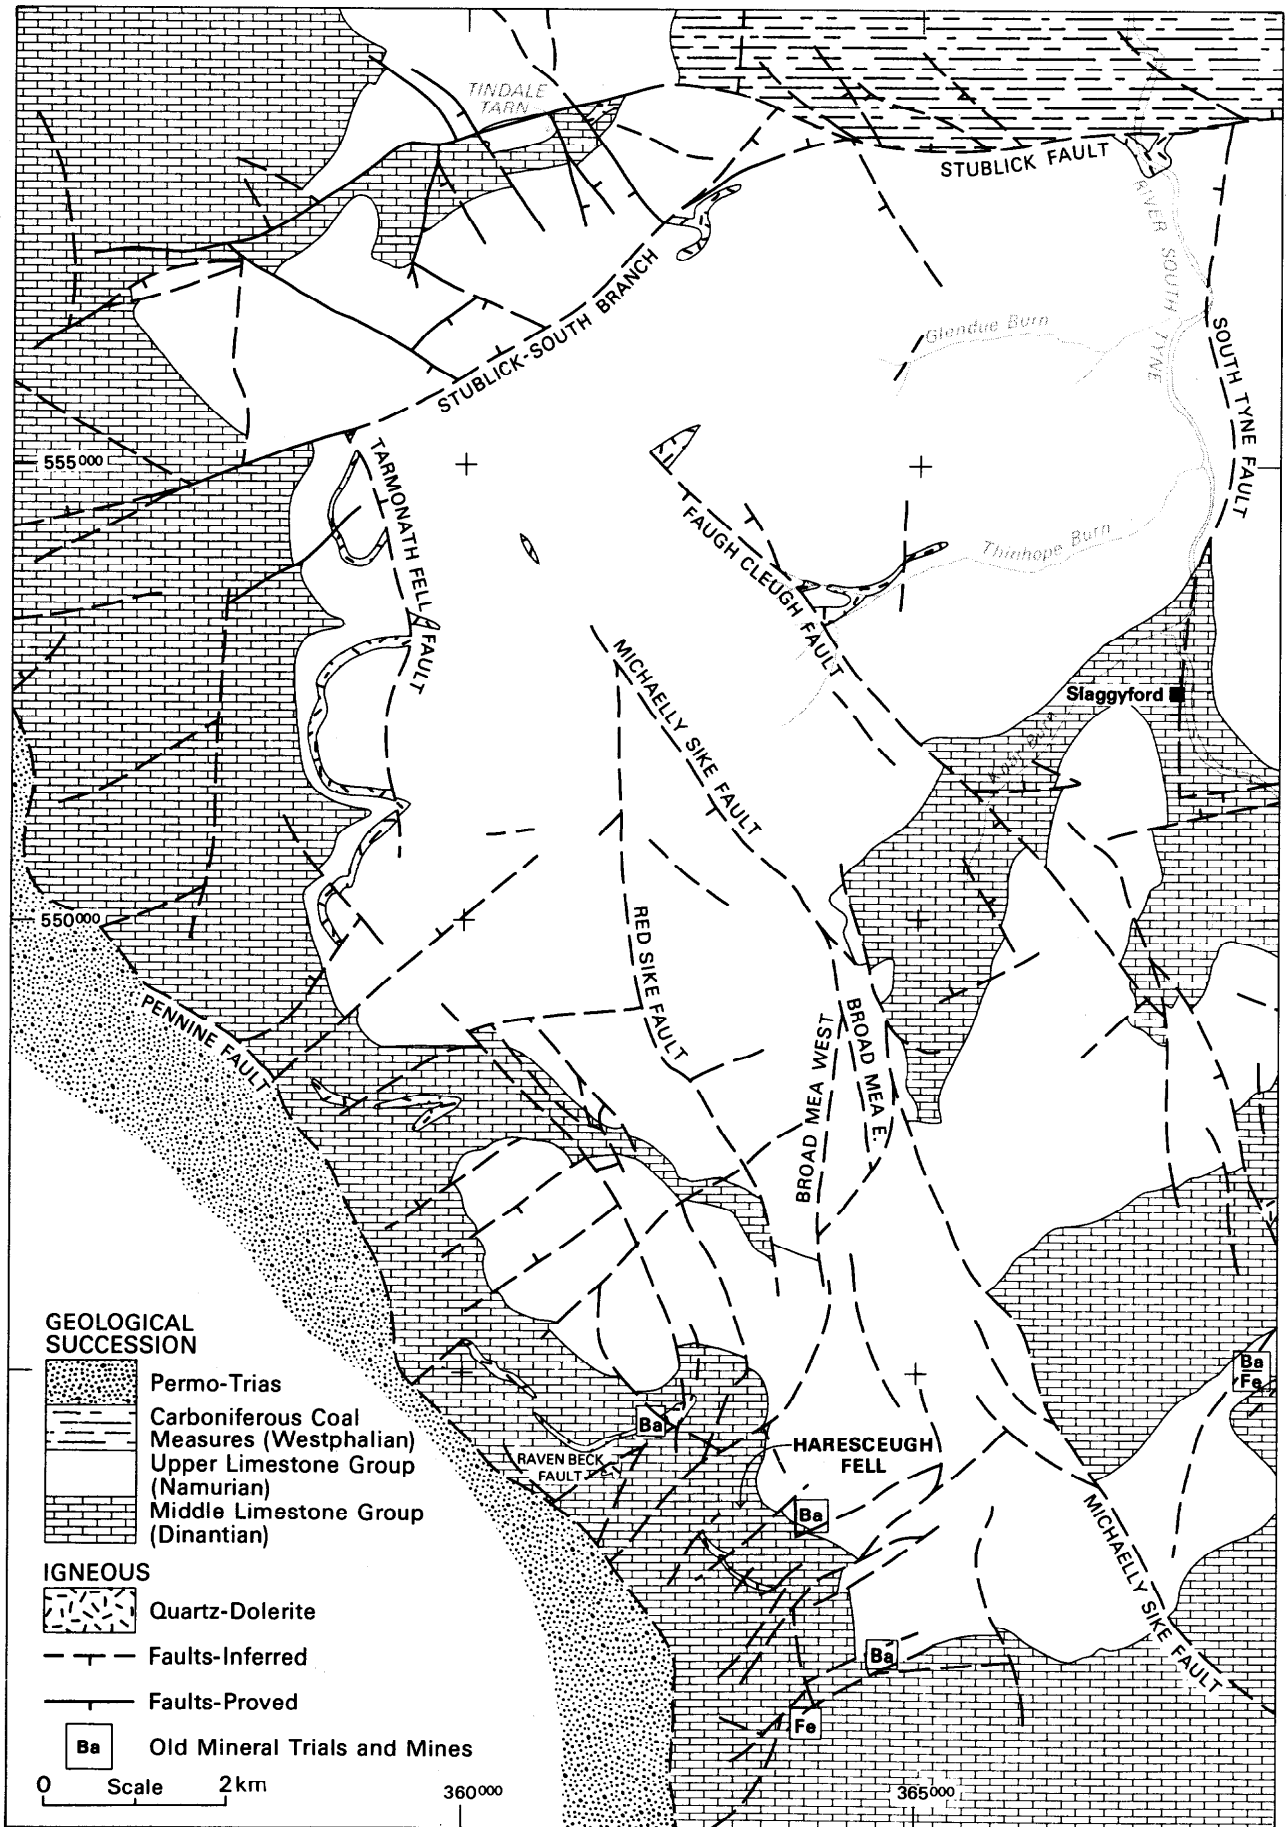 TINDALE
TARN
STUBLICK FAULT
RIVER SOUTH TYNE
STUBLICK-SOUTH BRANCH
Glendue Burn
SOUTH TYNE FAULT
555000
TARMONATH FELL FAULT
FAUGH CLEUGH FAULT
Thinhope Burn
MICHAELLY SIKE FAULT
Slaggyford
Knar Burn
550000
RED SIKE FAULT
PENNINE FAULT
BROAD MEA WEST
BROAD MEA E.
Ba
Fe
Ba
HARESCEUGH
FELL
RAVEN BECK
FAULT
Ba
MICHAELLY SIKE FAULT
Ba
Fe
GEOLOGICAL
SUCCESSION
Permo-Trias
Carboniferous Coal
Measures (Westphalian)
Upper Limestone Group
(Namurian)
Middle Limestone Group
(Dinantian)
IGNEOUS
Quartz-Dolerite
Faults-Inferred
Faults-Proved
Ba Old Mineral Trials and Mines
0 Scale 2km
360000
365000